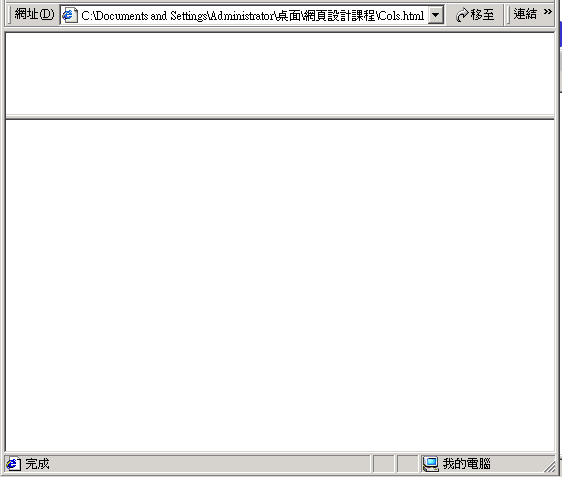 網址(D) C:\Documents and Settings\Administrator\桌面\網頁設計課程\Cols.html 移至 連結 »
完成 我的電腦